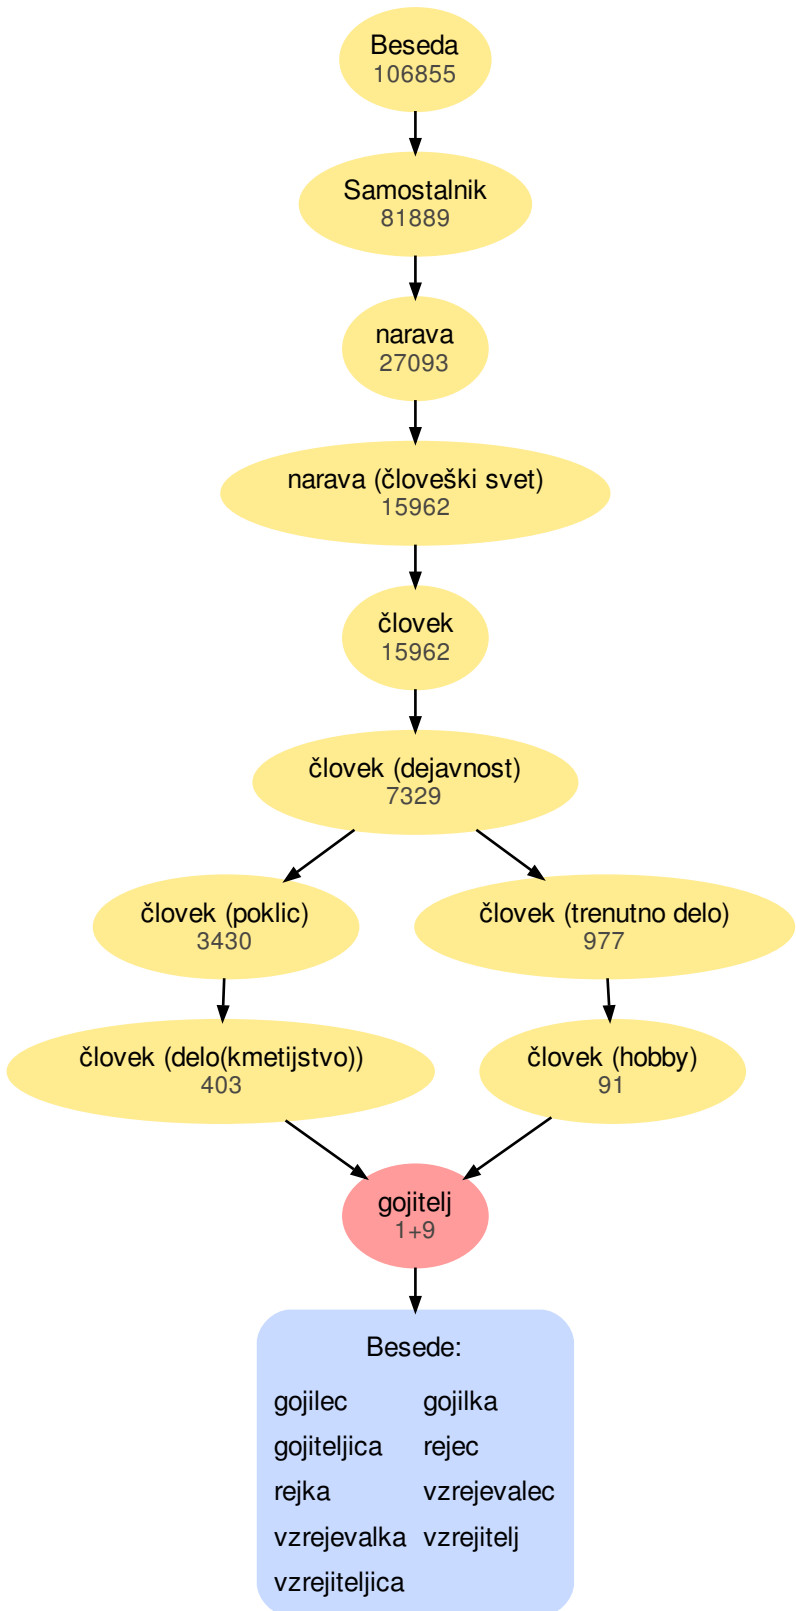 Beseda
106855
Samostalnik
81889
narava
27093
narava (človeški svet)
15962
človek
15962
človek (dejavnost)
7329
človek (poklic)
3430
človek (trenutno delo)
977
človek (delo(kmetijstvo))
403
človek (hobby)
91
gojitelj
1+9
Besede:
gojilec gojilka
gojiteljica rejec
rejka vzrejevalec
vzrejevalka vzrejitelj
vzrejiteljica